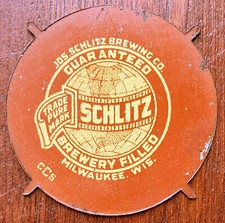 JOS SCHLITZ BREWING CO.
GUARANTEED
TRADE
PURE
MARK
SCHLITZ
BREWERY FILLED
MILWAUKEE, WIS.
CCS